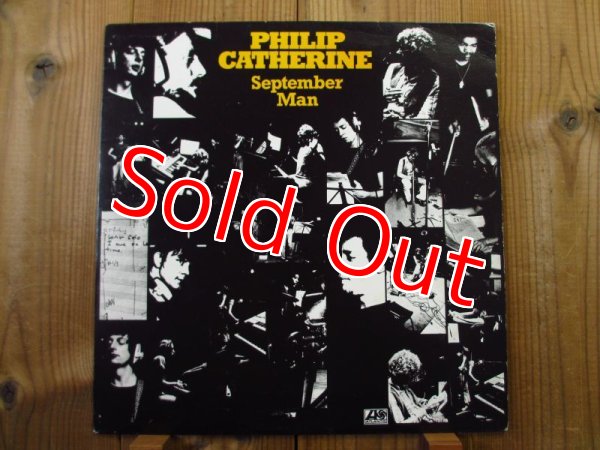 PHILIP
CATHERINE
September
Man
Sold Out